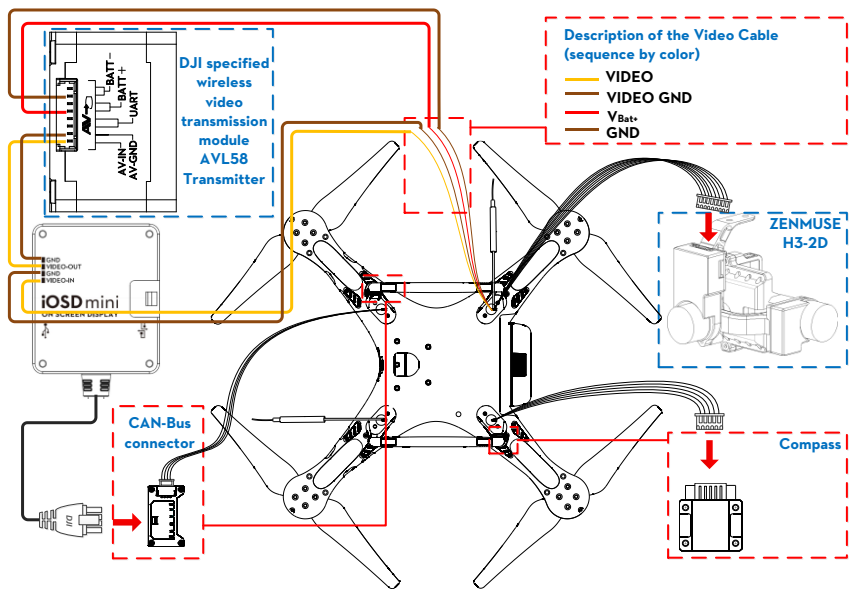 DJI specified
wireless
video
transmission
module
AVL58
Transmitter
BATT-
BATT+
UART
AV-IN
AV-GND
Description of the Video Cable
(sequence by color)
VIDEO
VIDEO GND
VBat+
GND
ZENMUSE
H3-2D
GND
VIDEO-OUT
GND
VIDEO-IN
iOSD mini
ON SCREEN DISPLAY
CAN-Bus
connector
DJI
Compass